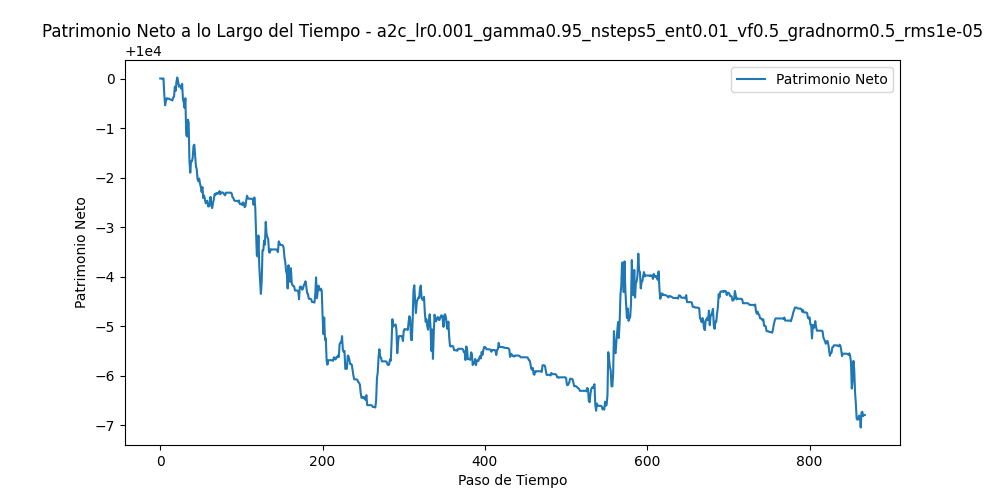 Patrimonio Neto a lo Largo del Tiempo - a2c_lr0.001_gamma0.95_nsteps5_ent0.01_vf0.5_gradnorm0.5_rms1e-05
+1e4
Patrimonio Neto
0
−1
−2
−3
−4
−5
−6
−7
Patrimonio Neto
0
200
400
600
800
Paso de Tiempo